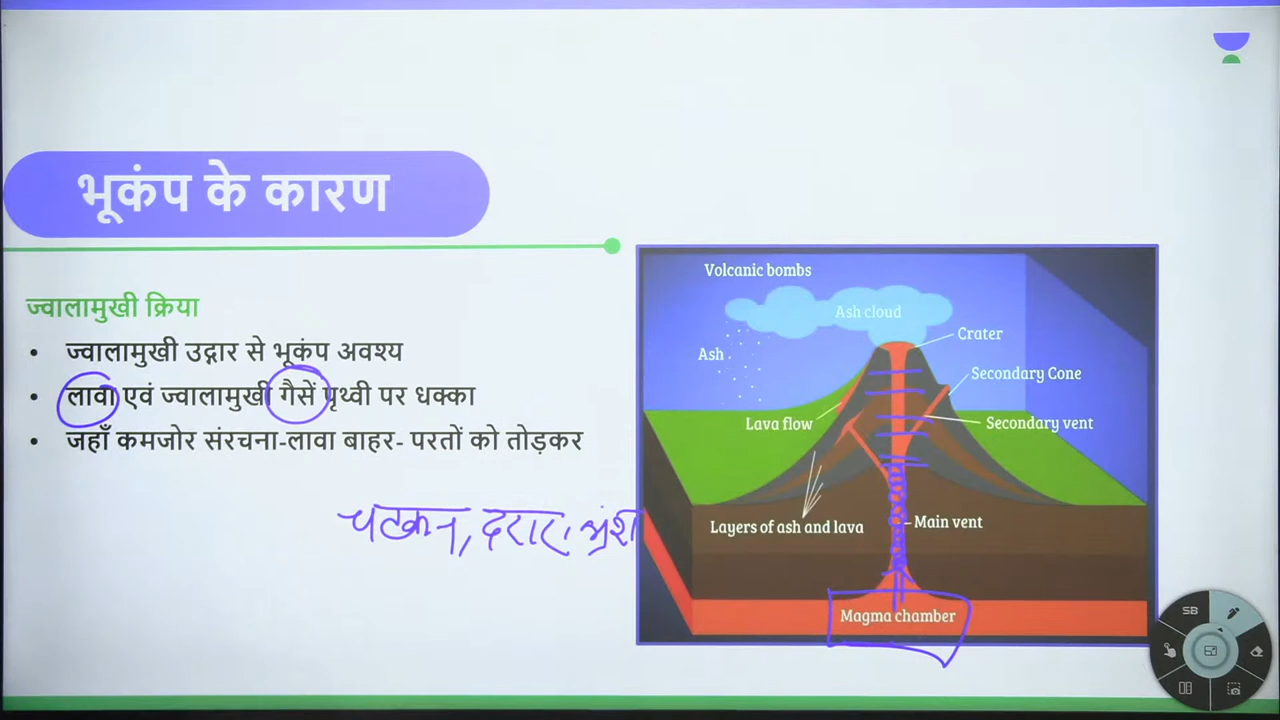 भूकंप के कारण
ज्वालामुखी क्रिया
• ज्वालामुखी उद्गार से भूकंप अवश्य
• लावा एवं ज्वालामुखी गैसें पृथ्वी पर धक्का
• जहाँ कमजोर संरचना-लावा बाहर- परतों को तोड़कर
चटकन, दरार, भ्रंश
Volcanic bombs
Ash cloud
Crater
Ash
Secondary Cone
Lava flow
Secondary vent
Layers of ash and lava
Main vent
Magma chamber
SB